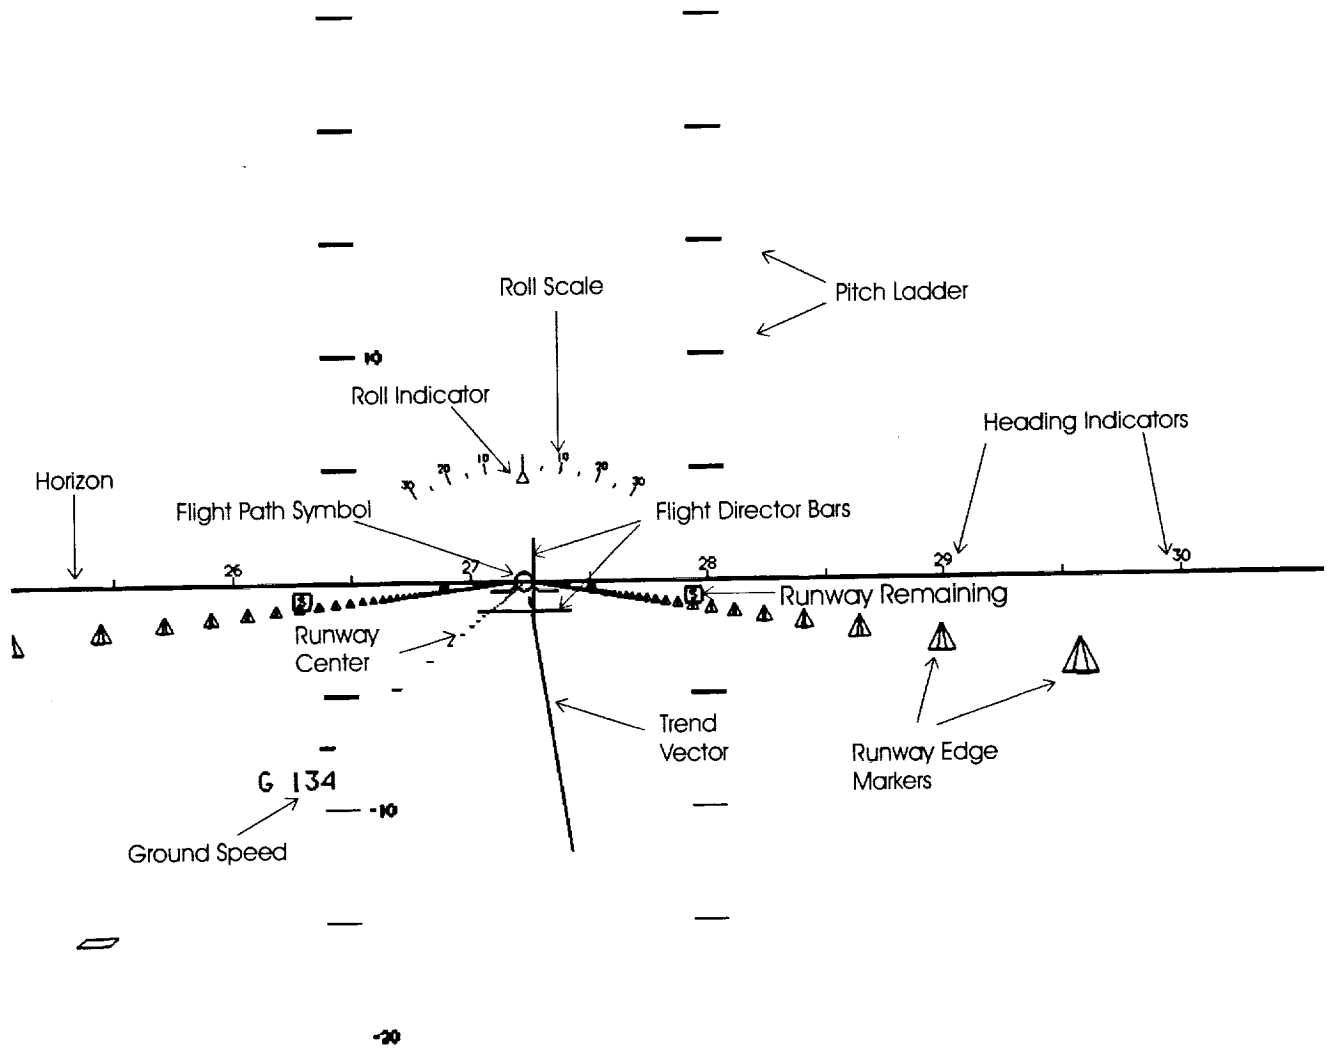 Roll Scale
Pitch Ladder
10
Roll Indicator
Heading Indicators
30 20 10 10 20 30
Horizon
Flight Path Symbol
Flight Director Bars
26 27 28 29 30
Runway Remaining
Runway
Center
Trend
Vector
Runway Edge
Markers
G 134
-10
Ground Speed
-20